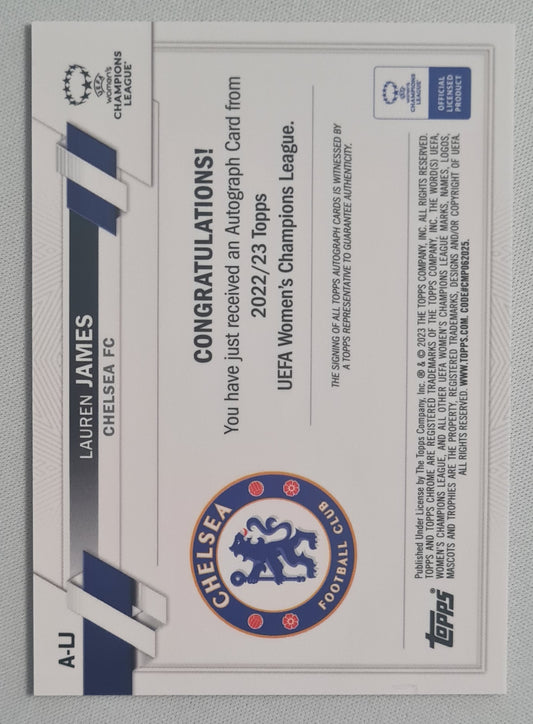 A-LJ
LAUREN JAMES
CHELSEA FC
UEFA
WOMEN'S
CHAMPIONS
LEAGUE™
CHELSEA
FOOTBALL CLUB
CONGRATULATIONS!
You have just received an Autograph Card from
2022/23 Topps
UEFA Women's Champions League.
THE SIGNING OF ALL TOPPS AUTOGRAPH CARDS IS WITNESSED BY
A TOPPS REPRESENTATIVE TO GUARANTEE AUTHENTICITY.
UEFA
WOMEN'S
CHAMPIONS
LEAGUE
OFFICIAL
LICENSED
PRODUCT
Topps
Published Under License by The Topps Company, Inc. ® & © 2023 THE TOPPS COMPANY, INC. ALL RIGHTS RESERVED.
TOPPS AND TOPPS CHROME ARE REGISTERED TRADEMARKS OF THE TOPPS COMPANY, INC. THE WORD(S) UEFA,
WOMEN'S CHAMPIONS LEAGUE, AND ALL OTHER UEFA WOMEN'S CHAMPIONS LEAGUE MARKS, NAMES, LOGOS,
MASCOTS AND TROPHIES ARE THE PROPERTY, REGISTERED TRADEMARKS, DESIGNS AND/OR COPYRIGHT OF UEFA.
ALL RIGHTS RESERVED. WWW.TOPPS.COM. CODE#CMP062025.